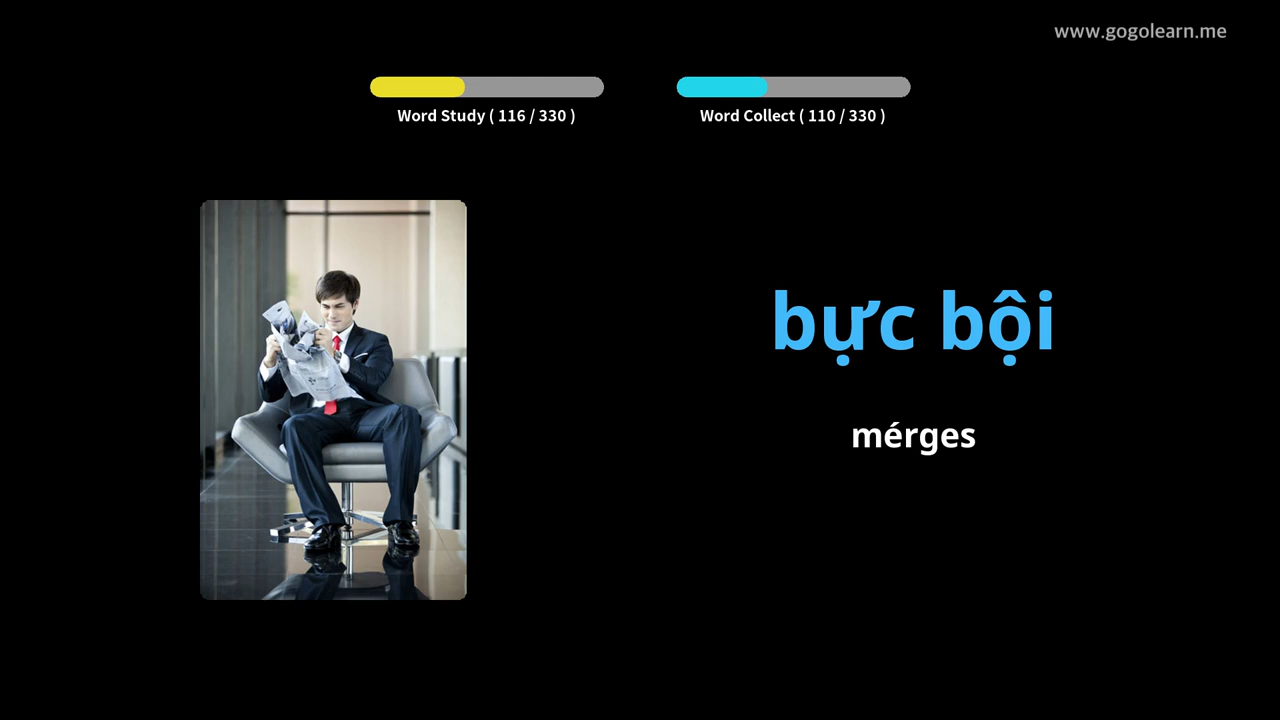 www.gogolearn.me
Word Study ( 116 / 330 )
Word Collect ( 110 / 330 )
bực bội
mérges